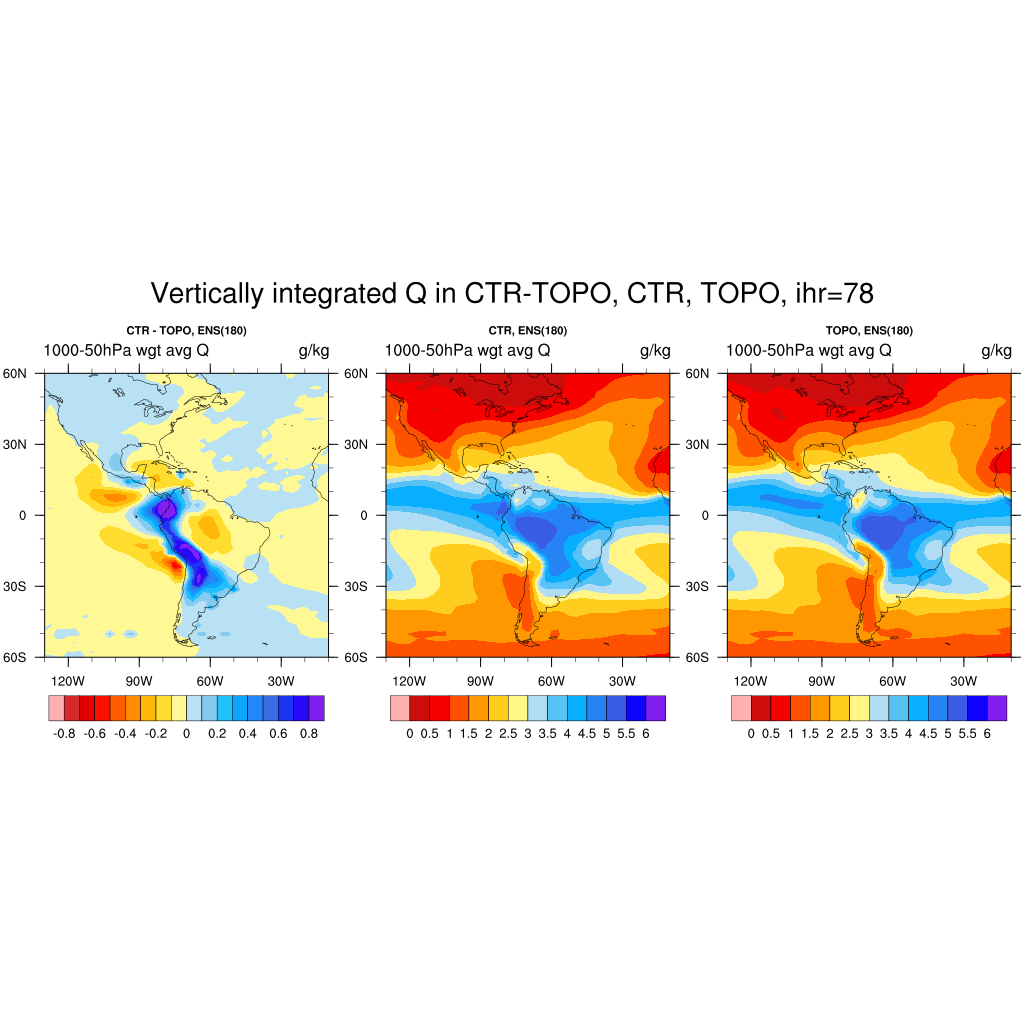 Vertically integrated Q in CTR-TOPO, CTR, TOPO, ihr=78
CTR - TOPO, ENS(180)
1000-50hPa wgt avg Q g/kg
60N
30N
0
30S
60S
120W 90W 60W 30W
-0.8 -0.6 -0.4 -0.2 0 0.2 0.4 0.6 0.8
CTR, ENS(180)
1000-50hPa wgt avg Q g/kg
60N
30N
0
30S
60S
120W 90W 60W 30W
0 0.5 1 1.5 2 2.5 3 3.5 4 4.5 5 5.5 6
TOPO, ENS(180)
1000-50hPa wgt avg Q g/kg
60N
30N
0
30S
60S
120W 90W 60W 30W
0 0.5 1 1.5 2 2.5 3 3.5 4 4.5 5 5.5 6